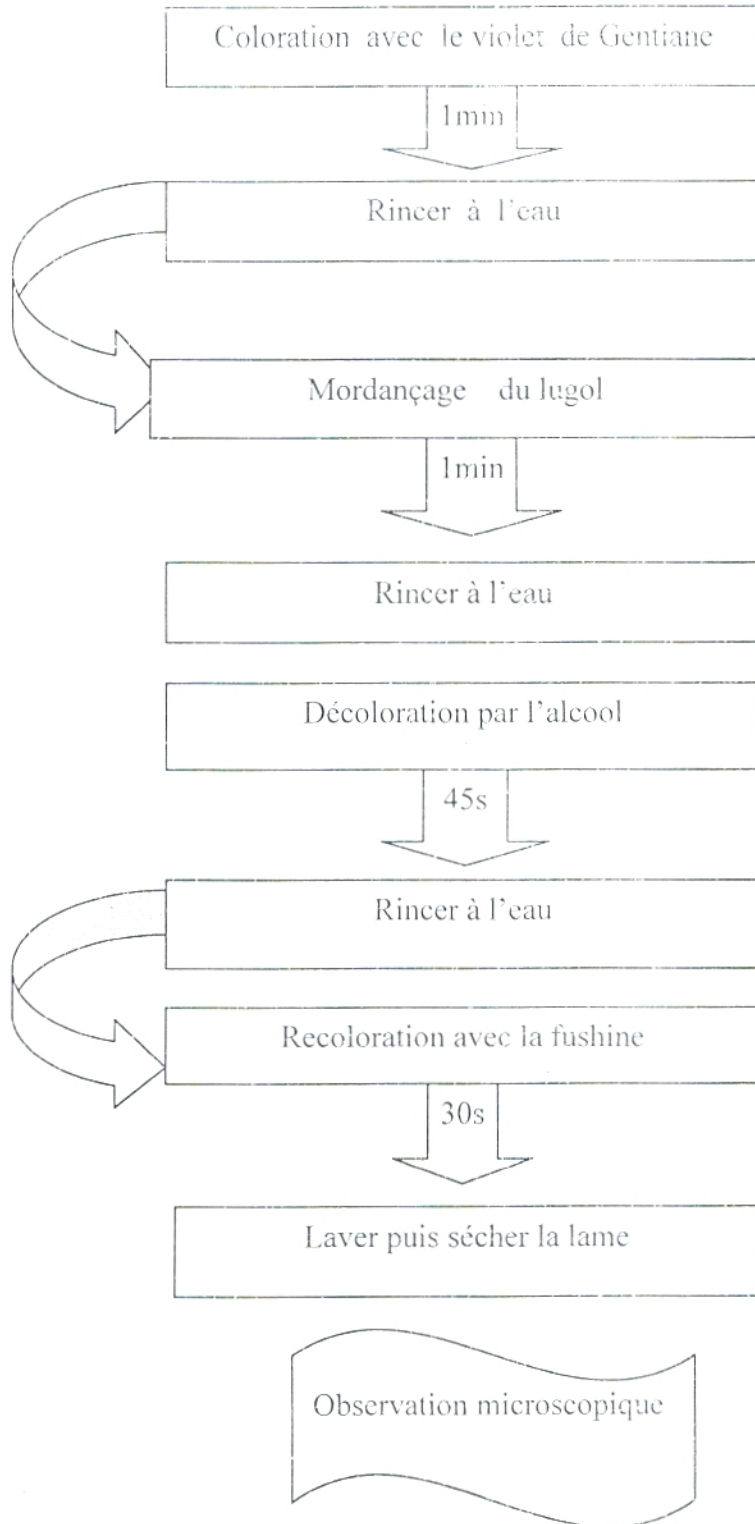 Coloration avec le violet de Gentiane
1min
Rincer à l'eau
Mordançage du lugol
1min
Rincer à l'eau
Décoloration par l'alcool
45s
Rincer à l'eau
Recoloration avec la fushine
30s
Laver puis sécher la lame
Observation microscopique